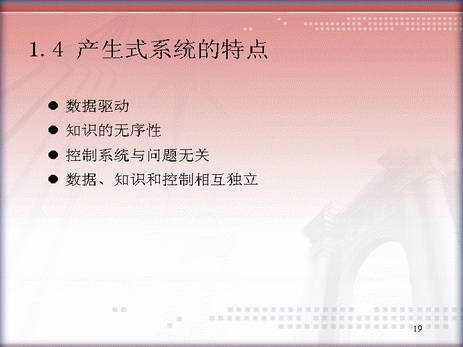 1.4 产生式系统的特点
● 数据驱动
● 知识的无序性
● 控制系统与问题无关
● 数据、知识和控制相互独立
19